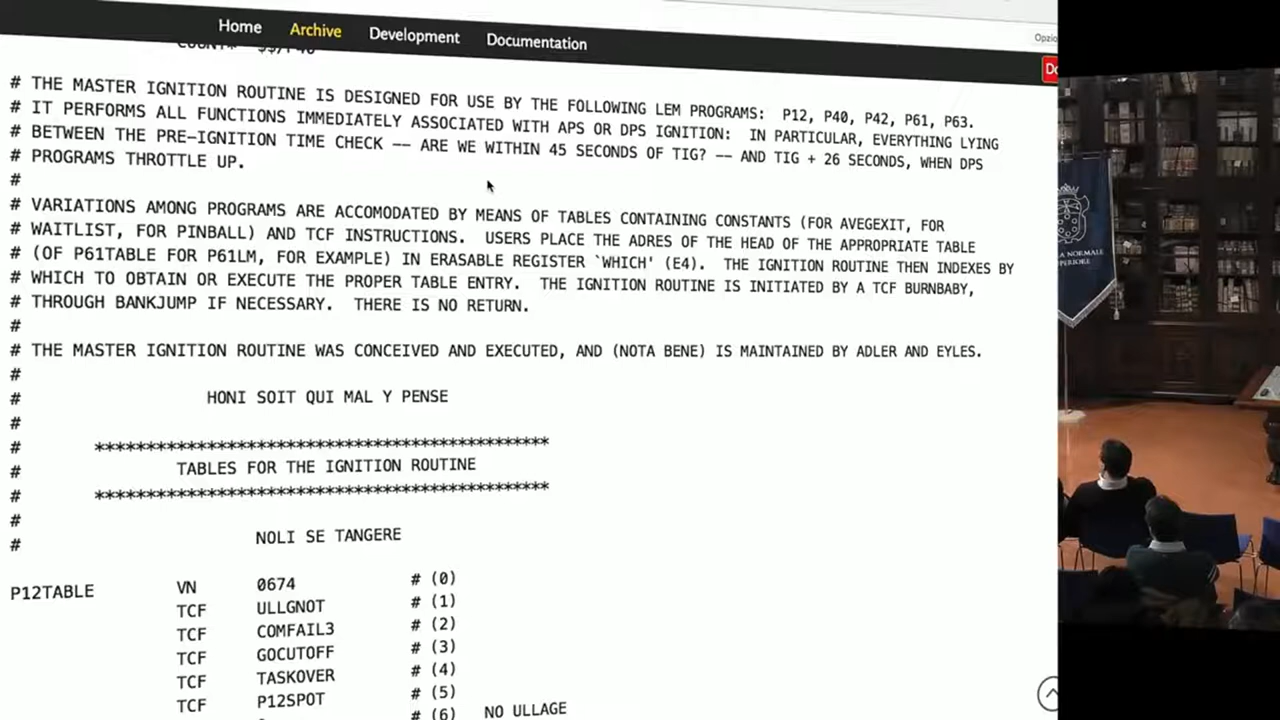 Home Archive Development Documentation
Opzio
# THE MASTER IGNITION ROUTINE IS DESIGNED FOR USE BY THE FOLLOWING LEM PROGRAMS: P12, P40, P42, P61, P63.
# IT PERFORMS ALL FUNCTIONS IMMEDIATELY ASSOCIATED WITH APS OR DPS IGNITION: IN PARTICULAR, EVERYTHING LYING
# BETWEEN THE PRE-IGNITION TIME CHECK -- ARE WE WITHIN 45 SECONDS OF TIG? -- AND TIG + 26 SECONDS, WHEN DPS
# PROGRAMS THROTTLE UP.
#
# VARIATIONS AMONG PROGRAMS ARE ACCOMODATED BY MEANS OF TABLES CONTAINING CONSTANTS (FOR AVEGEXIT, FOR
# WAITLIST, FOR PINBALL) AND TCF INSTRUCTIONS. USERS PLACE THE ADRES OF THE HEAD OF THE APPROPRIATE TABLE
# (OF P61TABLE FOR P61LM, FOR EXAMPLE) IN ERASABLE REGISTER `WHICH' (E4). THE IGNITION ROUTINE THEN INDEXES BY
# WHICH TO OBTAIN OR EXECUTE THE PROPER TABLE ENTRY. THE IGNITION ROUTINE IS INITIATED BY A TCF BURNBABY,
# THROUGH BANKJUMP IF NECESSARY. THERE IS NO RETURN.
#
# THE MASTER IGNITION ROUTINE WAS CONCEIVED AND EXECUTED, AND (NOTA BENE) IS MAINTAINED BY ADLER AND EYLES.
#
# HONI SOIT QUI MAL Y PENSE
#
# ***********************************************
# TABLES FOR THE IGNITION ROUTINE
# ***********************************************
#
# NOLI SE TANGERE
P12TABLE VN 0674 # (0)
TCF ULLGNOT # (1)
TCF COMFAIL3 # (2)
TCF GOCUTOFF # (3)
TCF TASKOVER # (4)
TCF P12SPOT # (5)
# (6) NO ULLAGE
NORMALE